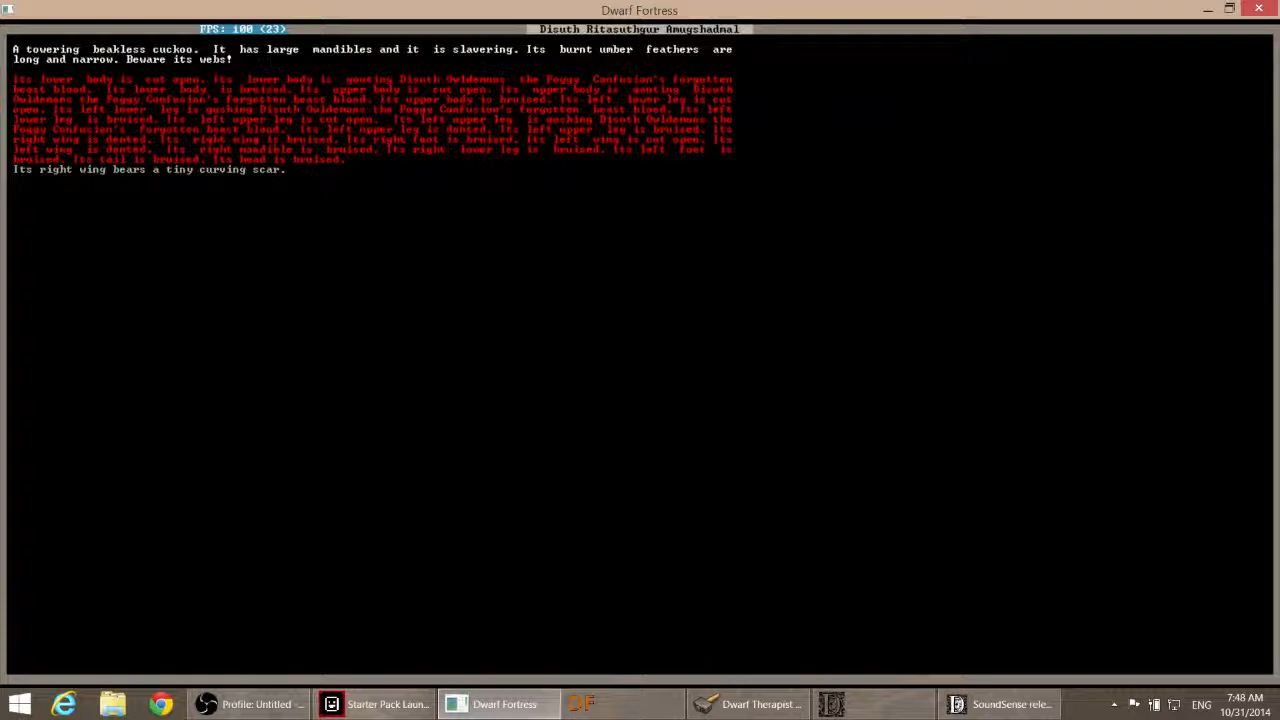 Dwarf Fortress
FPS: 100 (23)
Disuth Ritasuthgur Amugshadmal
A towering beakless cuckoo. It has large mandibles and it is slavering. Its burnt umber feathers are
long and narrow. Beware its webs!
Its lower body is cut open. Its lower body is gouting Disuth Owldemons the Foggy Confusion's forgotten
beast blood. Its lower body is bruised. Its upper body is cut open. Its upper body is gouting Disuth
Owldemons the Foggy Confusion's forgotten beast blood. Its upper body is bruised. Its left lower leg is cut
open. Its left lower leg is gushing Disuth Owldemons the Foggy Confusion's forgotten beast blood. Its left
lower leg is bruised. Its left upper leg is cut open. Its left upper leg is gushing Disuth Owldemons the
Foggy Confusion's forgotten beast blood. Its left upper leg is dented. Its left upper leg is bruised. Its
right wing is dented. Its right wing is bruised. Its right foot is bruised. Its left wing is cut open. Its
left wing is dented. Its right mandible is bruised. Its right lower leg is bruised. Its left foot is
bruised. Its tail is bruised. Its head is bruised.
Its right wing bears a tiny curving scar.
Profile: Untitled -...
Starter Pack Laun...
Dwarf Fortress
DF
Dwarf Therapist ...
SoundSense rele...
ENG
7:48 AM
10/31/2014